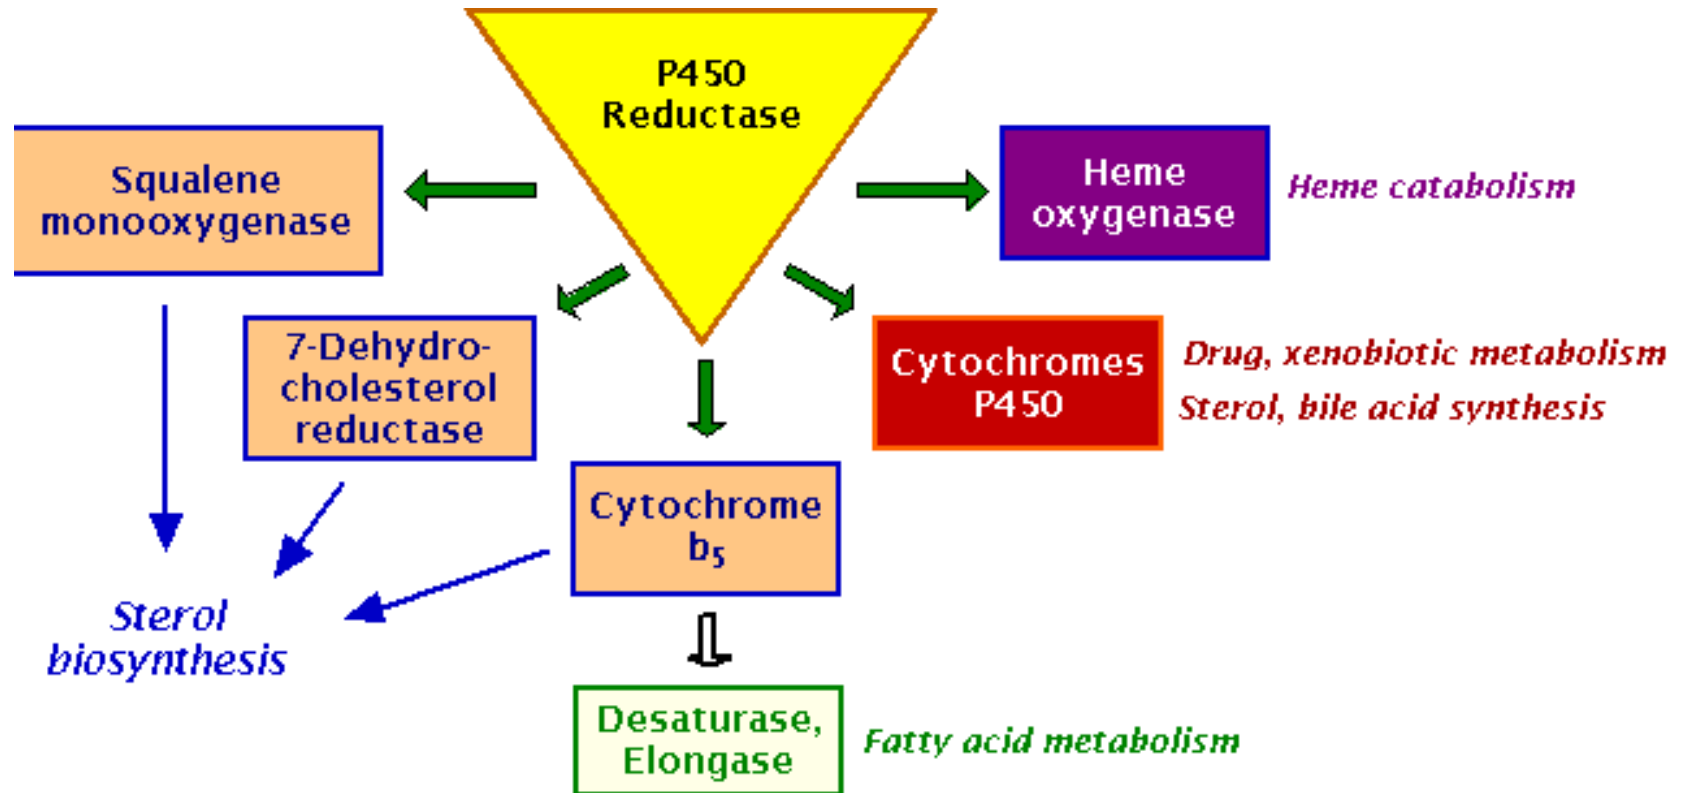 P450
Reductase
Squalene
monooxygenase
Heme
oxygenase
Heme catabolism
7-Dehydro-
cholesterol
reductase
Cytochromes
P450
Drug, xenobiotic metabolism
Sterol, bile acid synthesis
Cytochrome
b₅
Sterol
biosynthesis
Desaturase,
Elongase
Fatty acid metabolism